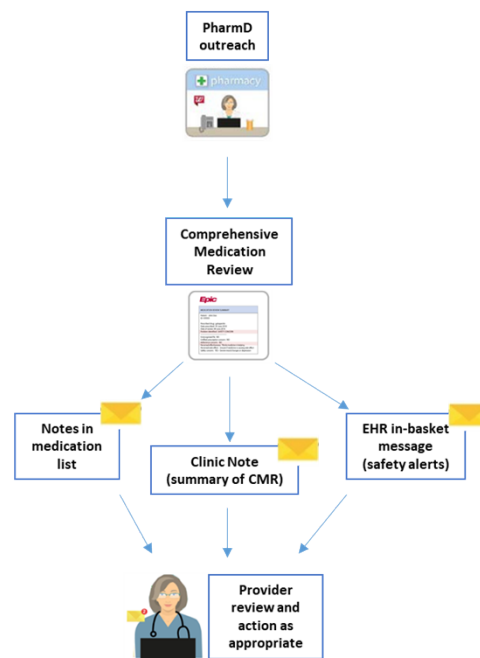 PharmD
outreach
pharmacy
Comprehensive
Medication
Review
Epic
Notes in
medication
list
Clinic Note
(summary of CMR)
EHR in-basket
message
(safety alerts)
Provider
review and
action as
appropriate